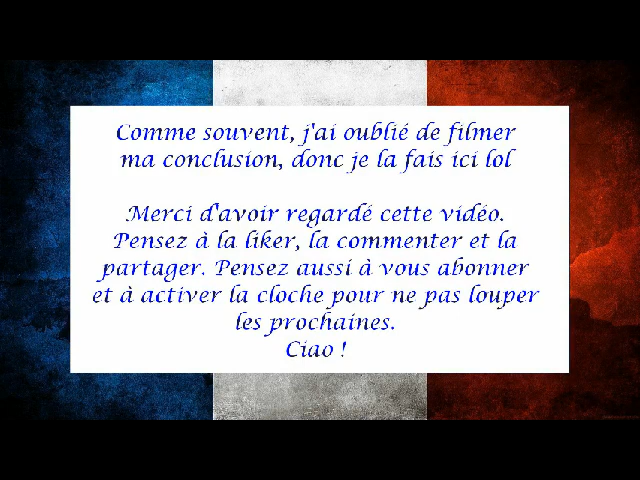 Comme souvent, j'ai oublié de filmer
ma conclusion, donc je la fais ici lol
Merci d'avoir regardé cette vidéo.
Pensez à la liker, la commenter et la
partager. Pensez aussi à vous abonner
et à activer la cloche pour ne pas louper
les prochaines.
Ciao !